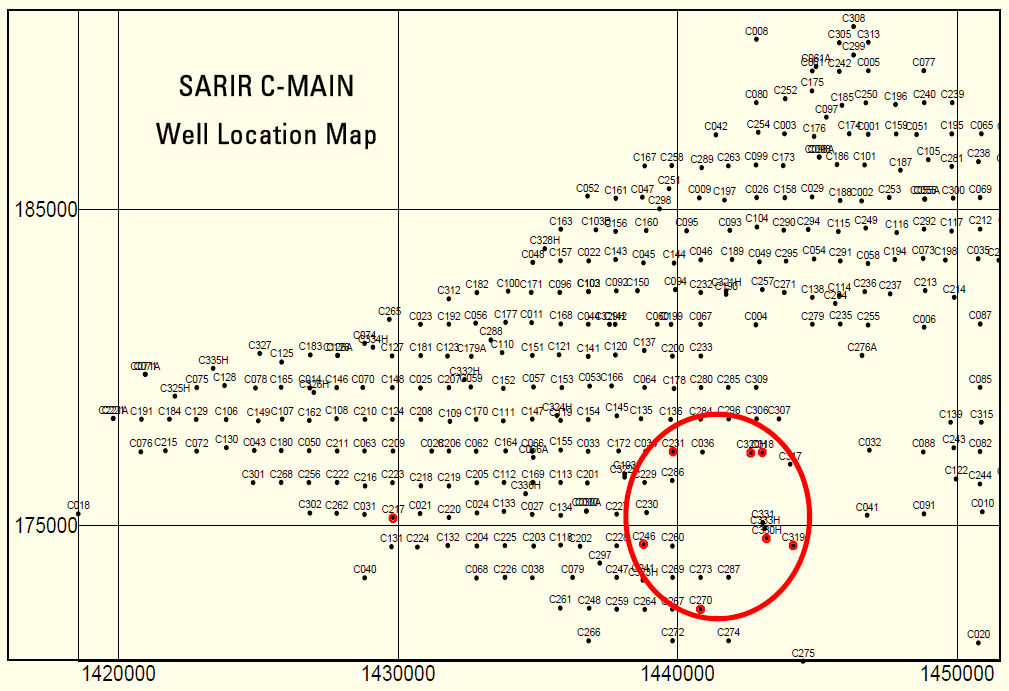 C308
C008 C305 C313
C299
C061A
C242 C005 C077
C175
C080 C252 C185 C250 C196 C240 C239
SARIR C-MAIN
C097
Well Location Map
C042 C254 C003 C176 C174 C001 C159 C051 C195 C065
C167 C258 C289 C263 C099 C173 C186 C101 C187 C105 C281 C238
C251
C052 C161 C047 C009 C197 C026 C158 C029 C188 C002 C253 C300 C069
C298
185000
C163 C156 C160 C095 C093 C104 C290 C294 C115 C249 C116 C292 C117 C212
C328H
C048 C157 C022 C143 C045 C144 C046 C189 C049 C295 C054 C291 C058 C194 C073 C198 C035
C312 C182 C100 C171 C096 C092 C150 C094 C232 C321H C257 C271 C138 C114 C236 C237 C213 C214
C265 C023 C192 C056 C177 C011 C168 C199 C067 C004 C279 C235 C255 C006 C087
C288
C327 C125 C183 C074 C334H C127 C181 C123 C179A C110 C151 C121 C141 C120 C137 C200 C233 C276A
C335H C332H
C325H C075 C128 C078 C165 C014 C326H C146 C070 C148 C025 C207 C059 C152 C057 C153 C053 C166 C064 C178 C280 C285 C309 C085
C191 C184 C129 C106 C149 C107 C162 C108 C210 C124 C208 C109 C170 C111 C147 C324H C154 C145 C135 C136 C284 C296 C306 C307 C139 C315
C076 C215 C072 C130 C043 C180 C050 C211 C063 C209 C206 C062 C164 C066A C155 C033 C172 C231 C036 C032 C088 C243 C082
C301 C268 C256 C222 C216 C223 C218 C219 C205 C112 C169 C113 C201 C229 C286 C122 C244
C336H
C018 C302 C262 C031 C217 C021 C220 C024 C133 C027 C134 C230 C331 C041 C091 C010
175000
C330H
C131 C224 C132 C204 C225 C203 C118 C202 C246 C260 C319
C297
C040 C068 C226 C038 C079 C247 C269 C273 C287
C261 C248 C259 C264 C267 C270
C266 C272 C274 C020
C275
1420000 1430000 1440000 1450000